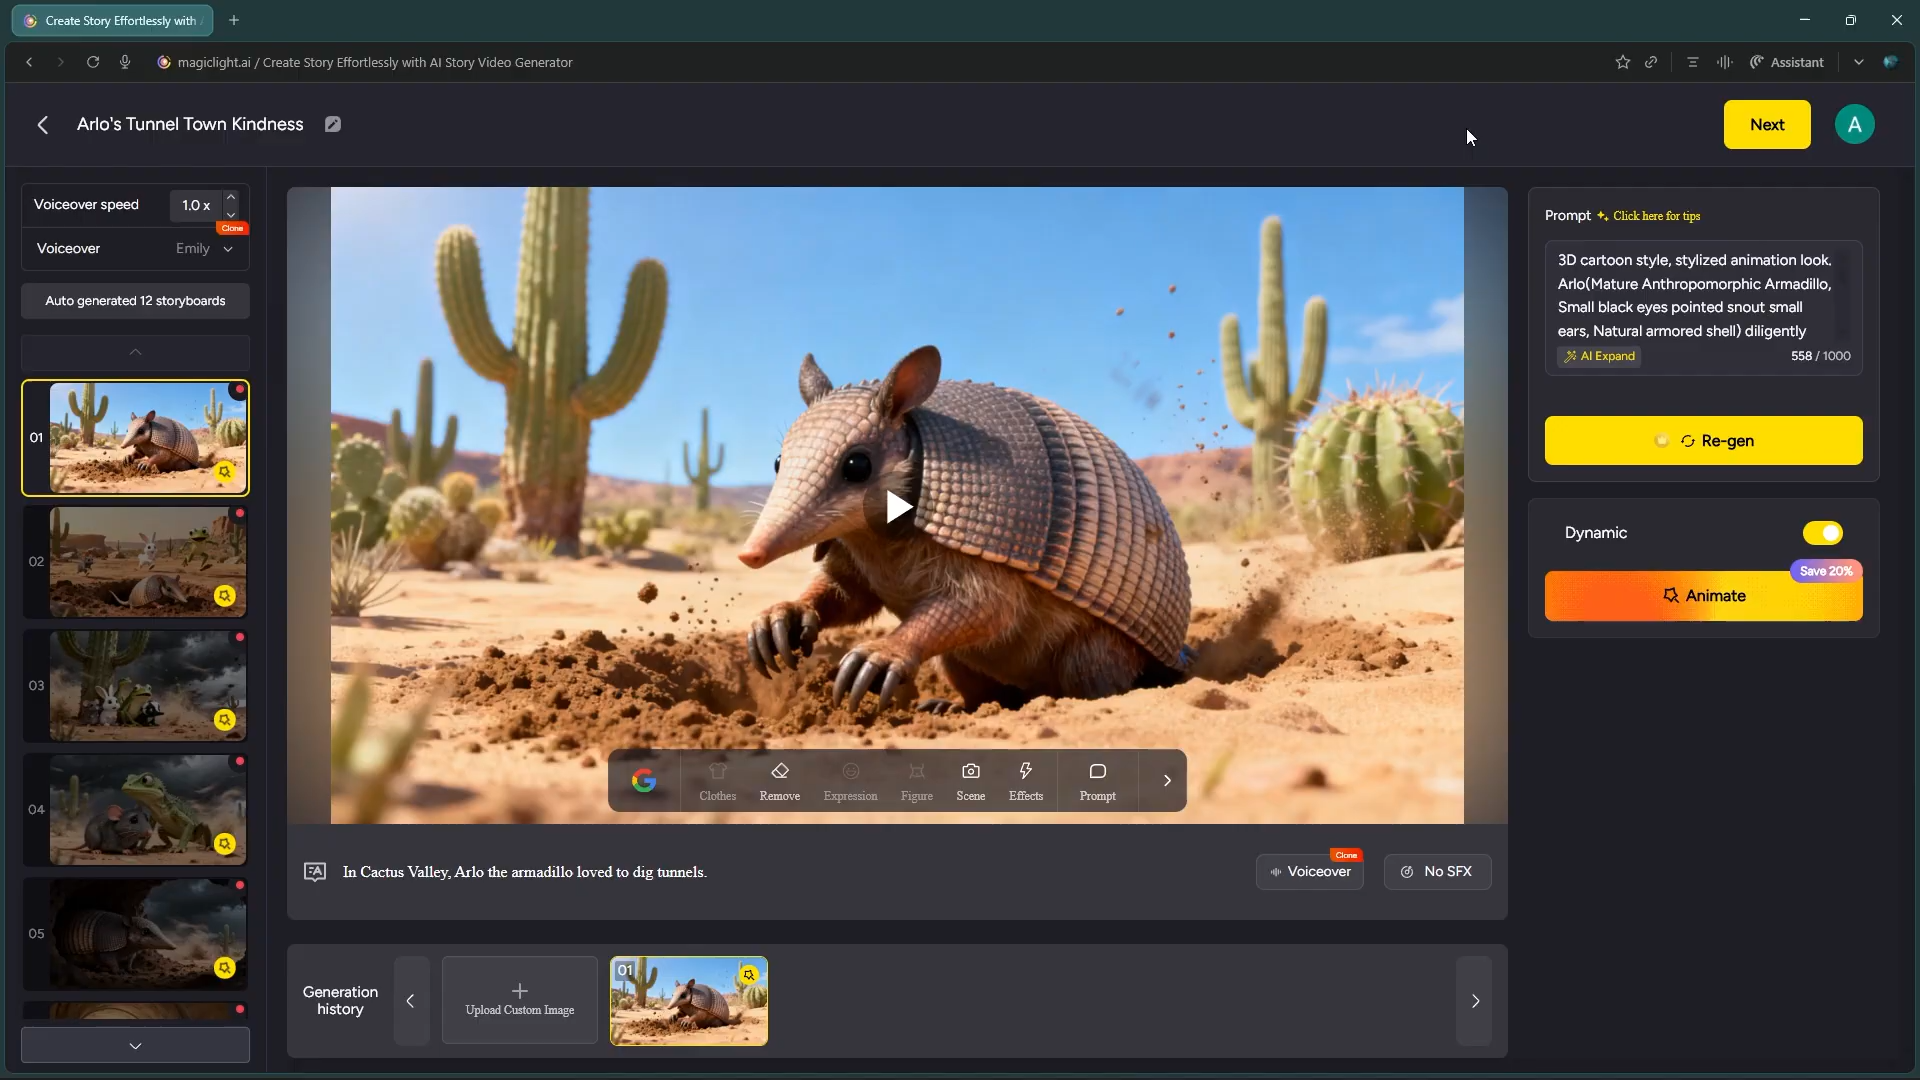 Create Story Effortlessly with
magiclight.ai / Create Story Effortlessly with AI Story Video Generator
Assistant
Arlo's Tunnel Town Kindness
Next
A
Voiceover speed
1.0 x
Clone
Voiceover
Emily
Auto generated 12 storyboards
01
02
03
04
05
Clothes
Remove
Expression
Figure
Scene
Effects
Prompt
In Cactus Valley, Arlo the armadillo loved to dig tunnels.
Clone
Voiceover
No SFX
Generation
history
Upload Custom Image
01
Prompt
Click here for tips
3D cartoon style, stylized animation look.
Arlo(Mature Anthropomorphic Armadillo,
Small black eyes pointed snout small
ears, Natural armored shell) diligently
AI Expand
558 / 1000
Re-gen
Dynamic
Save 20%
Animate